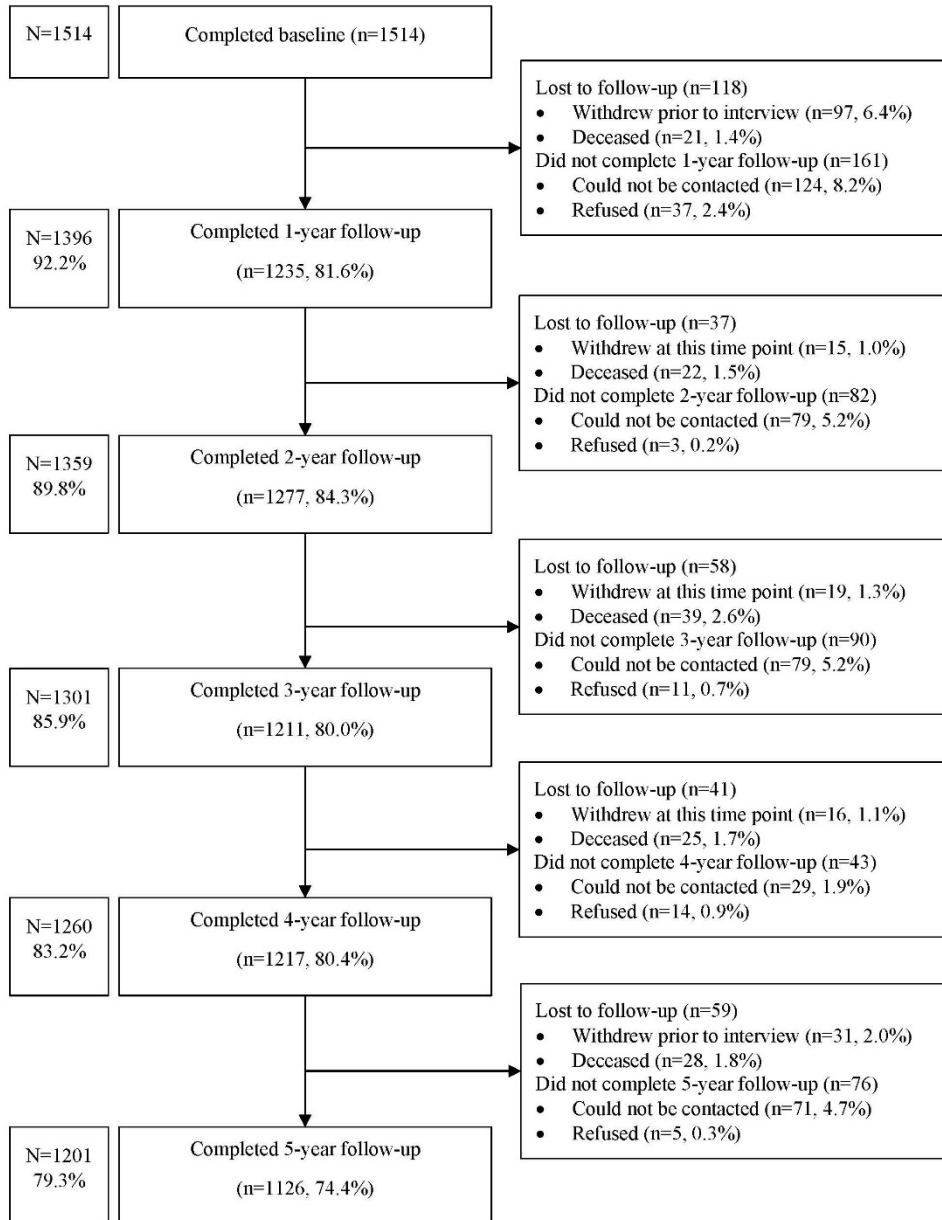 N=1514
Completed baseline (n=1514)
Lost to follow-up (n=118)
• Withdrew prior to interview (n=97, 6.4%)
• Deceased (n=21, 1.4%)
Did not complete 1-year follow-up (n=161)
• Could not be contacted (n=124, 8.2%)
• Refused (n=37, 2.4%)
N=1396
92.2%
Completed 1-year follow-up
(n=1235, 81.6%)
Lost to follow-up (n=37)
• Withdrew at this time point (n=15, 1.0%)
• Deceased (n=22, 1.5%)
Did not complete 2-year follow-up (n=82)
• Could not be contacted (n=79, 5.2%)
• Refused (n=3, 0.2%)
N=1359
89.8%
Completed 2-year follow-up
(n=1277, 84.3%)
Lost to follow-up (n=58)
• Withdrew at this time point (n=19, 1.3%)
• Deceased (n=39, 2.6%)
Did not complete 3-year follow-up (n=90)
• Could not be contacted (n=79, 5.2%)
• Refused (n=11, 0.7%)
N=1301
85.9%
Completed 3-year follow-up
(n=1211, 80.0%)
Lost to follow-up (n=41)
• Withdrew at this time point (n=16, 1.1%)
• Deceased (n=25, 1.7%)
Did not complete 4-year follow-up (n=43)
• Could not be contacted (n=29, 1.9%)
• Refused (n=14, 0.9%)
N=1260
83.2%
Completed 4-year follow-up
(n=1217, 80.4%)
Lost to follow-up (n=59)
• Withdrew prior to interview (n=31, 2.0%)
• Deceased (n=28, 1.8%)
Did not complete 5-year follow-up (n=76)
• Could not be contacted (n=71, 4.7%)
• Refused (n=5, 0.3%)
N=1201
79.3%
Completed 5-year follow-up
(n=1126, 74.4%)